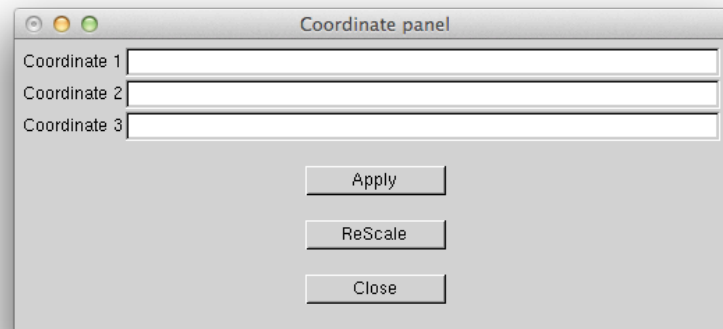 Coordinate panel
Coordinate 1
Coordinate 2
Coordinate 3
Apply
ReScale
Close